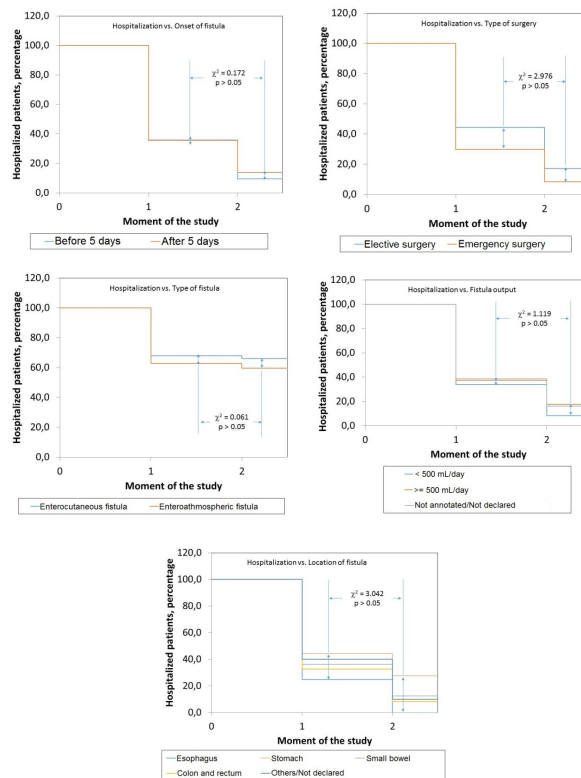 Hospitalization vs. Onset of fistula
Hospitalized patients, percentage
120,0
100,0
80,0
60,0
40,0
20,0
0,0
χ² = 0.172
p > 0.05
0
1
2
Moment of the study
Before 5 days
After 5 days
Hospitalization vs. Type of surgery
Hospitalized patients, percentage
120,0
100,0
80,0
60,0
40,0
20,0
0,0
χ² = 2.976
p > 0.05
0
1
2
Moment of the study
Elective surgery
Emergency surgery
Hospitalization vs. Type of fistula
Hospitalized patients, percentage
120,0
100,0
80,0
60,0
40,0
20,0
0,0
χ² = 0.061
p > 0.05
0
1
2
Moment of the study
Enterocutaneous fistula
Enteroathmospheric fistula
Hospitalization vs. Fistula output
Hospitalized patients, percentage
120,0
100,0
80,0
60,0
40,0
20,0
0,0
χ² = 1.119
p > 0.05
0
1
2
Moment of the study
< 500 mL/day
>= 500 mL/day
Not annotated/Not declared
Hospitalization vs. Location of fistula
Hospitalized patients, percentage
120,0
100,0
80,0
60,0
40,0
20,0
0,0
χ² = 3.042
p > 0.05
0
1
2
Moment of the study
Esophagus
Stomach
Small bowel
Colon and rectum
Others/Not declared